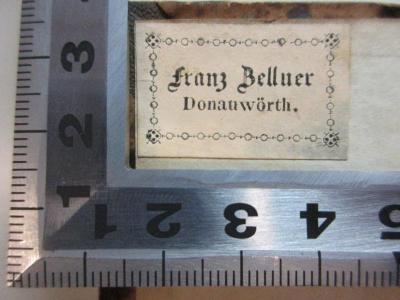 Franz Bellner
Donauwörth.
3
2
1
1 2 3 4 5